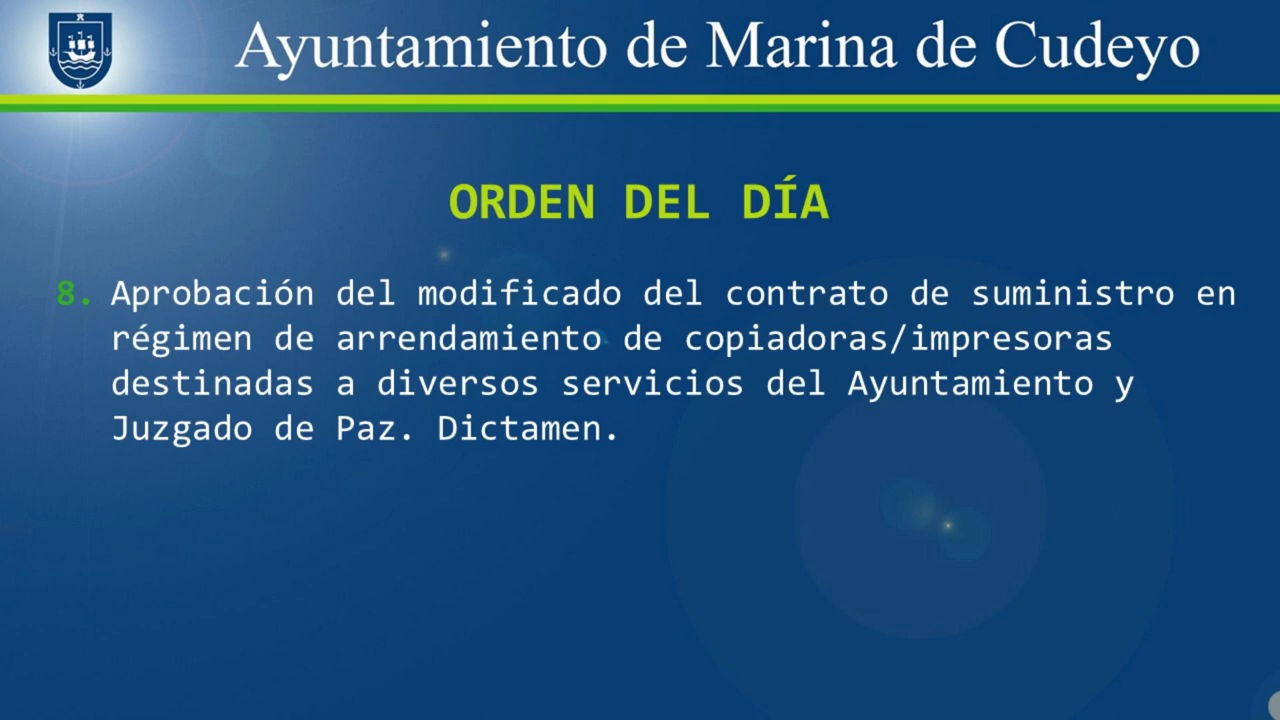 Ayuntamiento de Marina de Cudeyo
ORDEN DEL DÍA
8. Aprobación del modificado del contrato de suministro en
régimen de arrendamiento de copiadoras/impresoras
destinadas a diversos servicios del Ayuntamiento y
Juzgado de Paz. Dictamen.